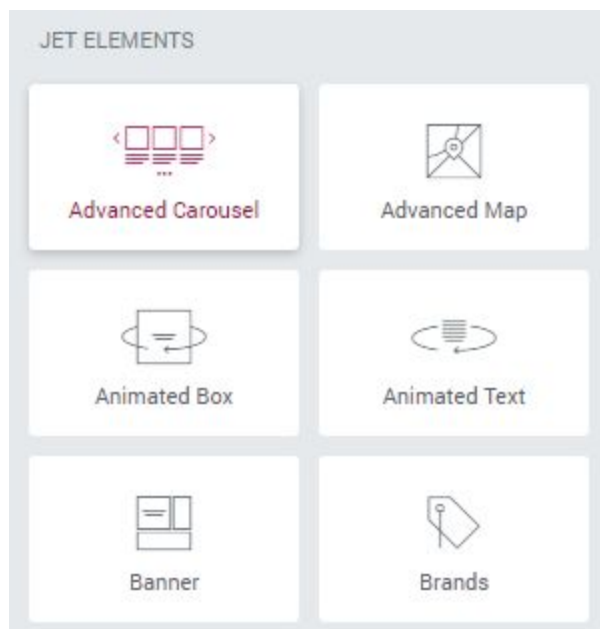 JET ELEMENTS
Advanced Carousel
Advanced Map
Animated Box
Animated Text
Banner
Brands